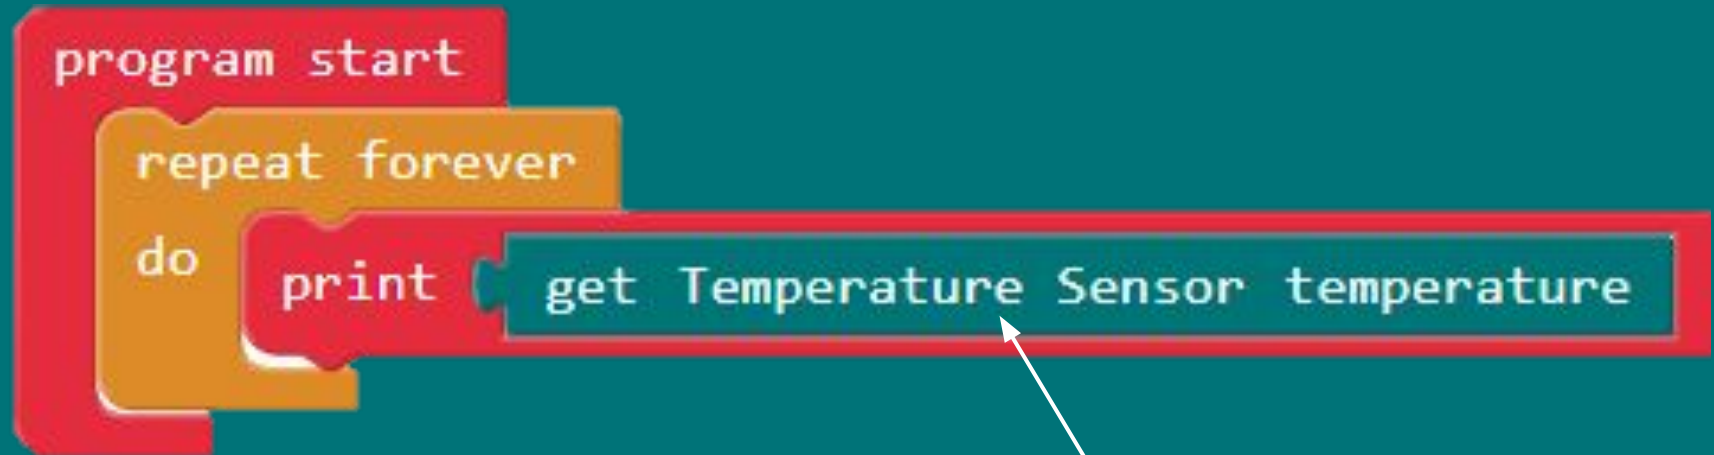 program start
repeat forever
do
print get Temperature Sensor temperature